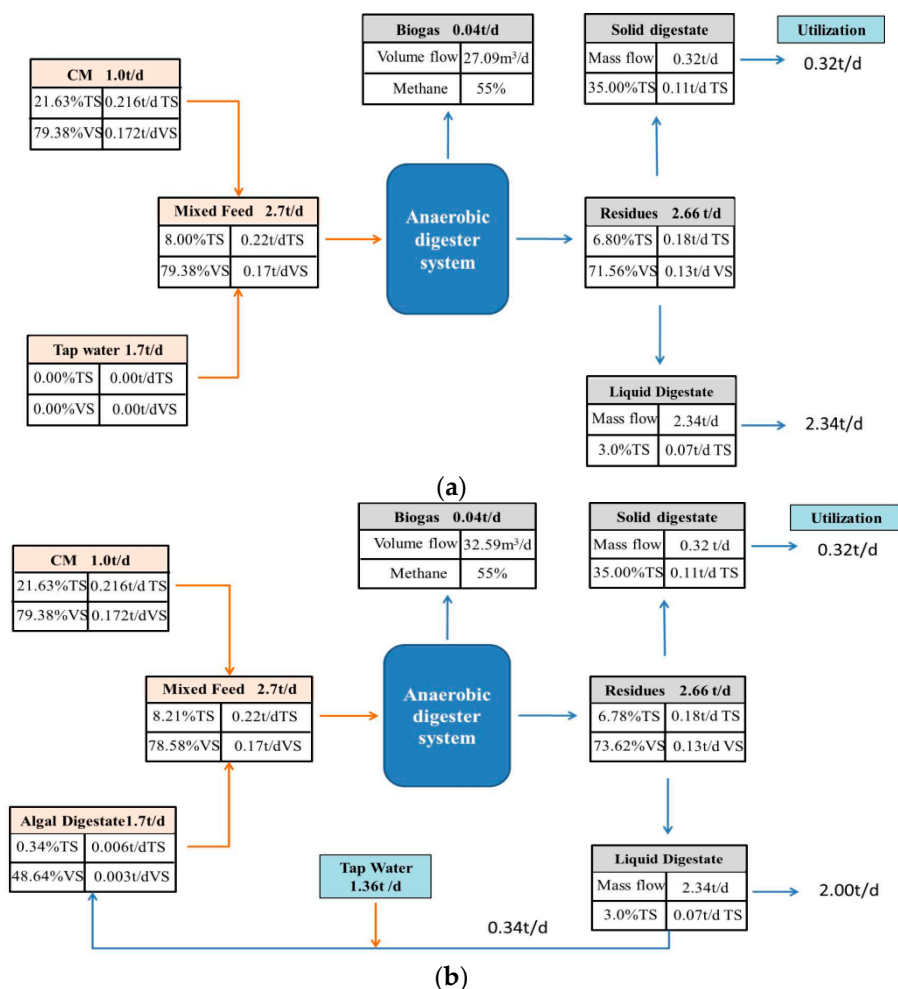 Biogas 0.04t/d
Volume flow 27.09m³/d
Methane 55%
Solid digestate
Mass flow 0.32t/d
35.00%TS 0.11t/d TS
Utilization
0.32t/d
CM 1.0t/d
21.63%TS 0.216t/d TS
79.38%VS 0.172t/dVS
Mixed Feed 2.7t/d
8.00%TS 0.22t/dTS
79.38%VS 0.17t/dVS
Anaerobic
digester
system
Residues 2.66 t/d
6.80%TS 0.18t/d TS
71.56%VS 0.13t/d VS
Tap water 1.7t/d
0.00%TS 0.00t/dTS
0.00%VS 0.00t/dVS
Liquid Digestate
Mass flow 2.34t/d
3.0%TS 0.07t/d TS
2.34t/d
(a)
Biogas 0.04t/d
Volume flow 32.59m³/d
Methane 55%
Solid digestate
Mass flow 0.32 t/d
35.00%TS 0.11t/d TS
Utilization
0.32t/d
CM 1.0t/d
21.63%TS 0.216t/d TS
79.38%VS 0.172t/dVS
Mixed Feed 2.7t/d
8.21%TS 0.22t/dTS
78.58%VS 0.17t/dVS
Anaerobic
digester
system
Residues 2.66 t/d
6.78%TS 0.18t/d TS
73.62%VS 0.13t/d VS
Algal Digestate1.7t/d
0.34%TS 0.006t/dTS
48.64%VS 0.003t/dVS
Tap Water
1.36t /d
0.34t/d
Liquid Digestate
Mass flow 2.34t/d
3.0%TS 0.07t/d TS
2.00t/d
(b)